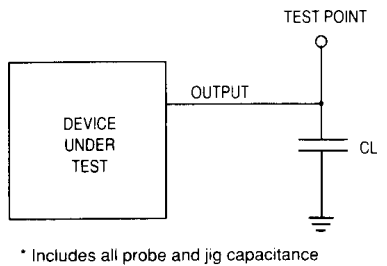 TEST POINT
OUTPUT
DEVICE
UNDER
TEST
CL
* Includes all probe and jig capacitance